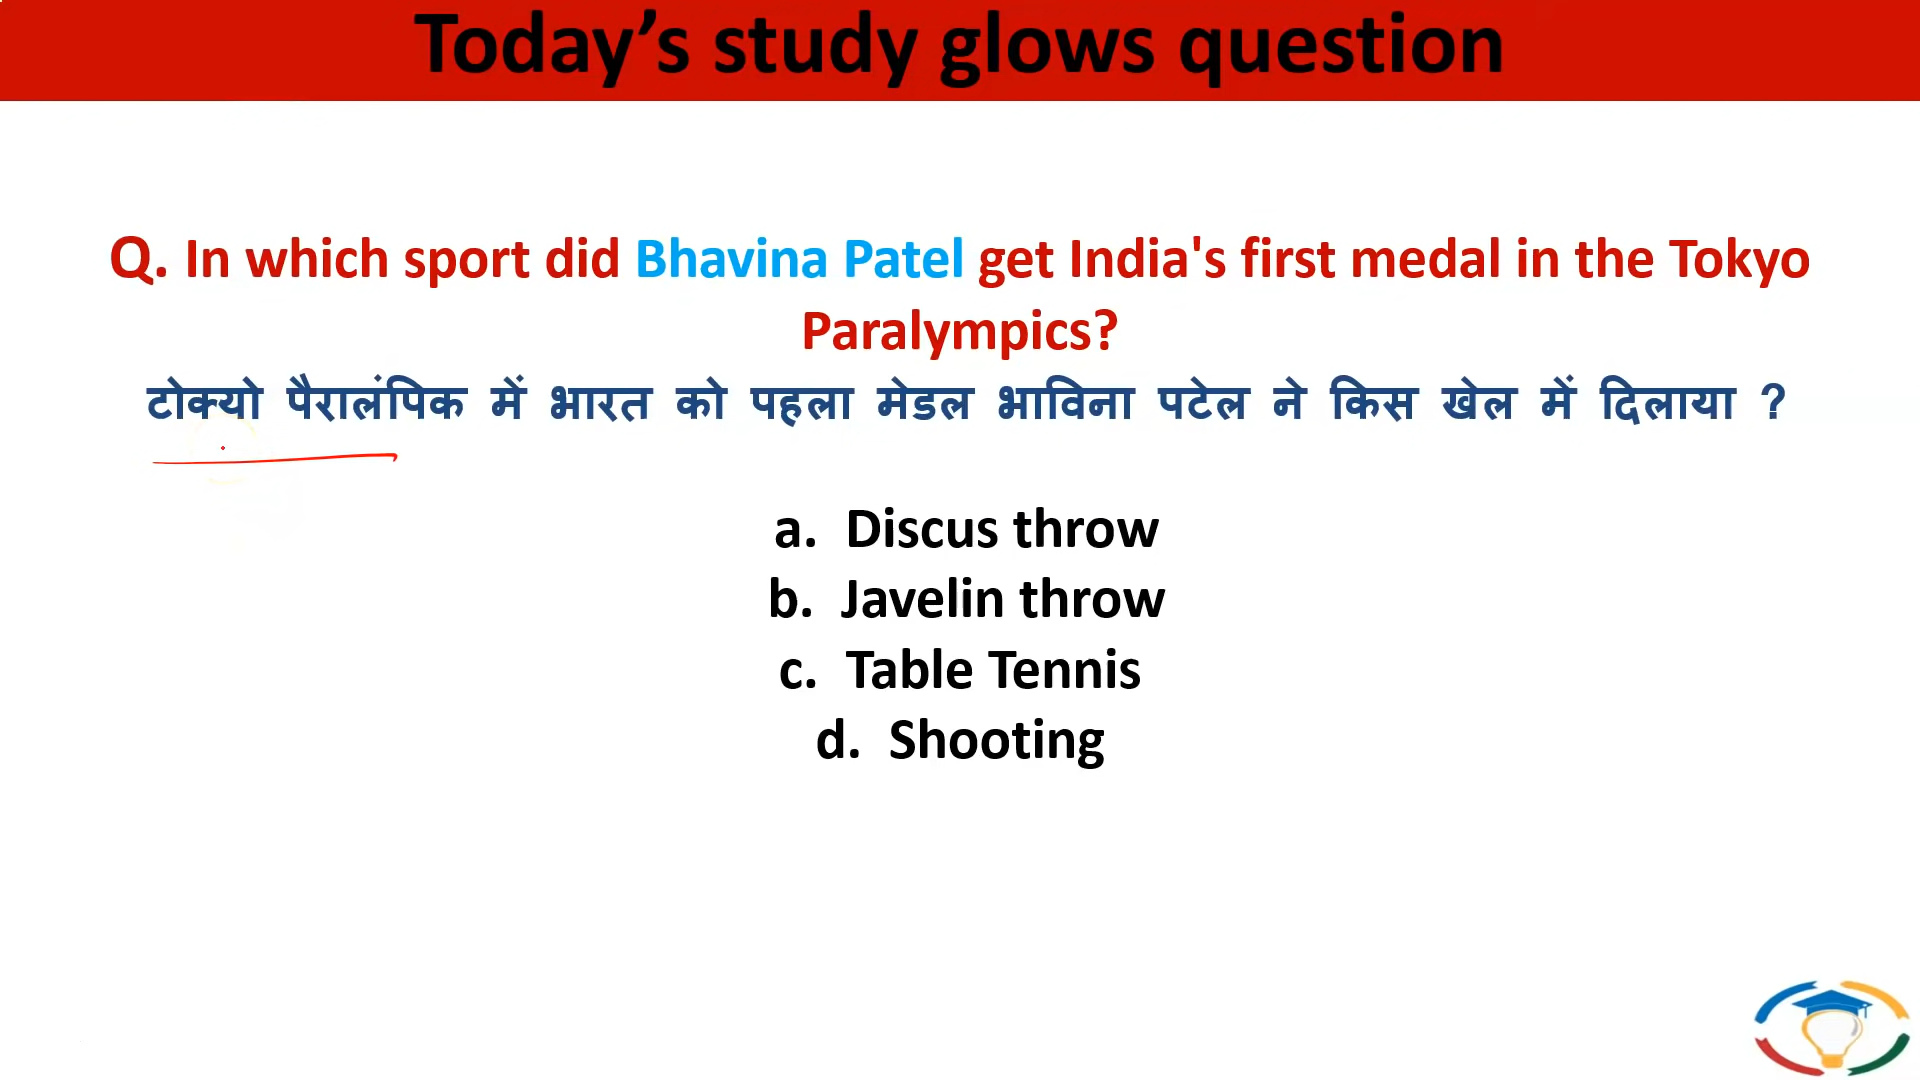 Today’s study glows question
Q. In which sport did Bhavina Patel get India's first medal in the Tokyo
Paralympics?
टोक्यो पैरालंपिक में भारत को पहला मेडल भाविना पटेल ने किस खेल में दिलाया ?
a. Discus throw
b. Javelin throw
c. Table Tennis
d. Shooting